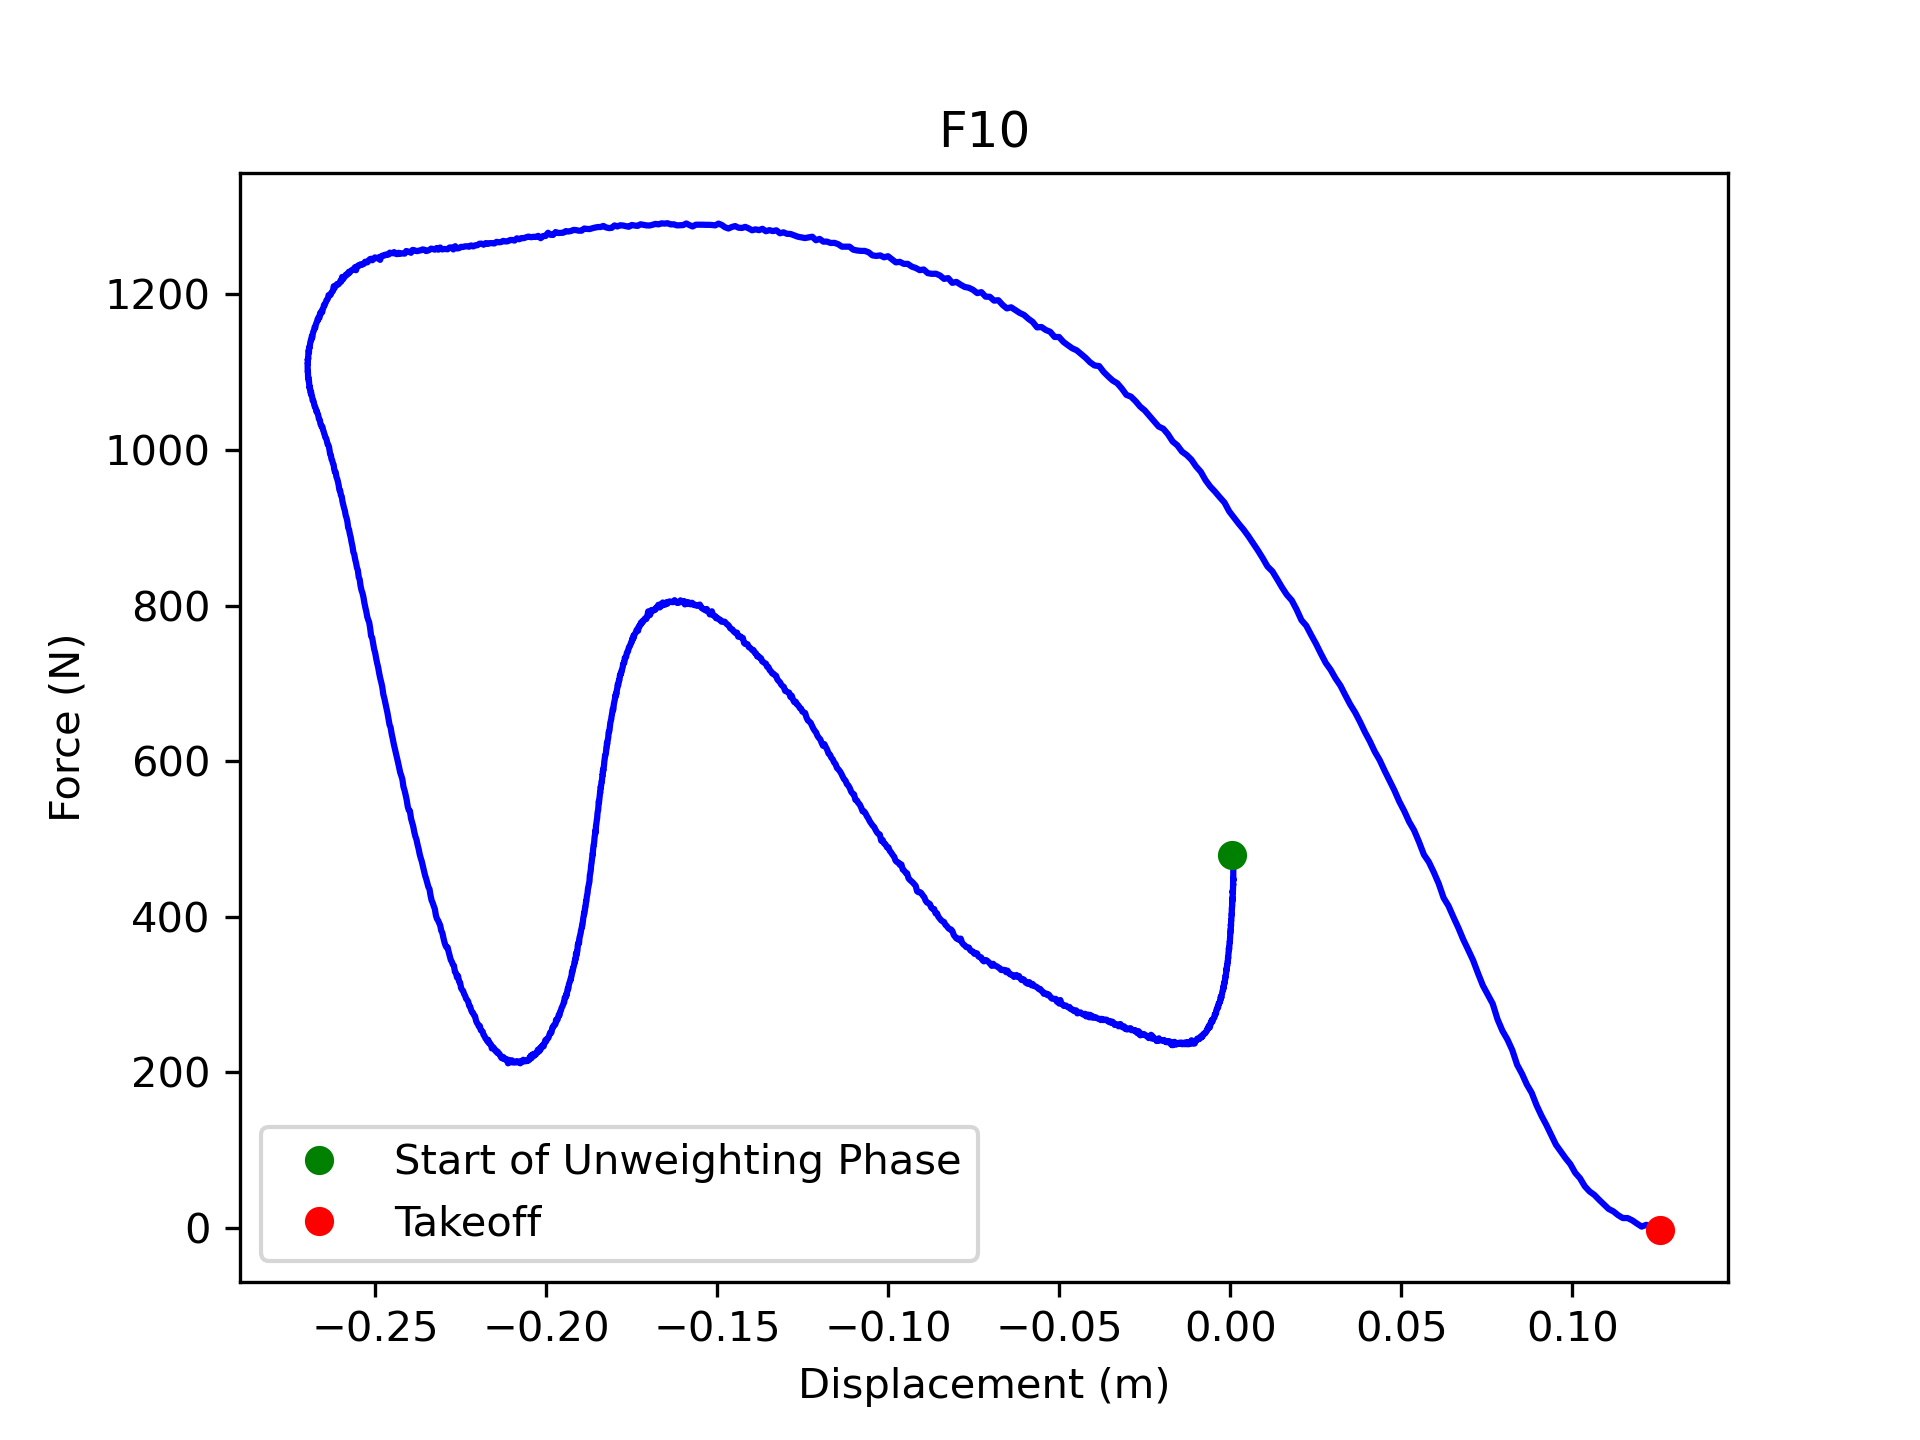 F10
1200
1000
800
600
400
200
0
Force (N)
Start of Unweighting Phase
Takeoff
−0.25 −0.20 −0.15 −0.10 −0.05 0.00 0.05 0.10
Displacement (m)